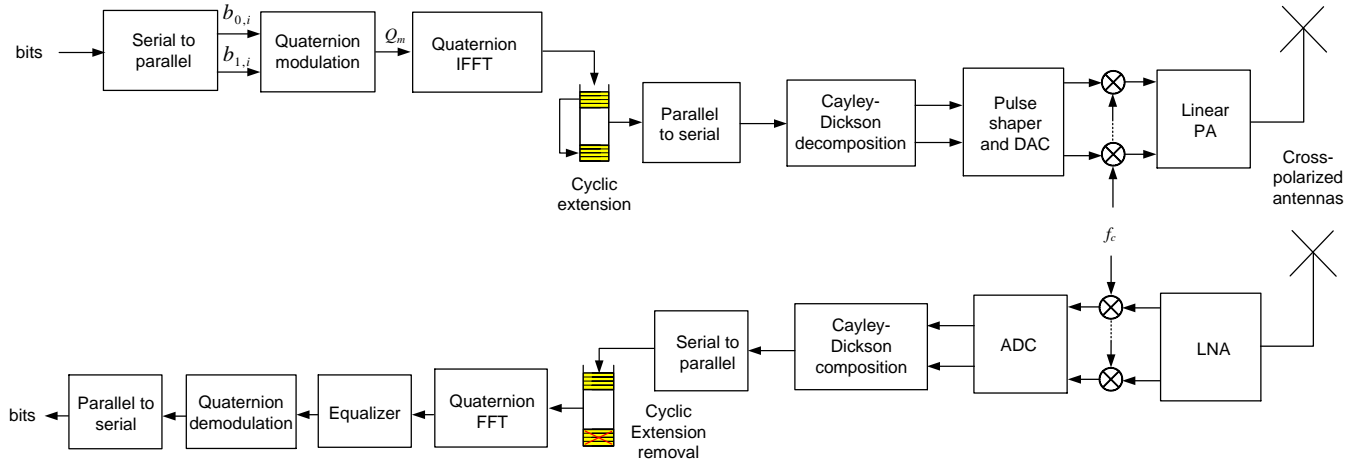 bits
Serial to
parallel
b0,i
b1,i
Quaternion
modulation
Qm
Quaternion
IFFT
Cyclic
extension
Parallel
to serial
Cayley-
Dickson
decomposition
Pulse
shaper
and DAC
Linear
PA
Cross-
polarized
antennas
fc
bits
Parallel to
serial
Quaternion
demodulation
Equalizer
Quaternion
FFT
Cyclic
Extension
removal
Serial to
parallel
Cayley-
Dickson
composition
ADC
LNA